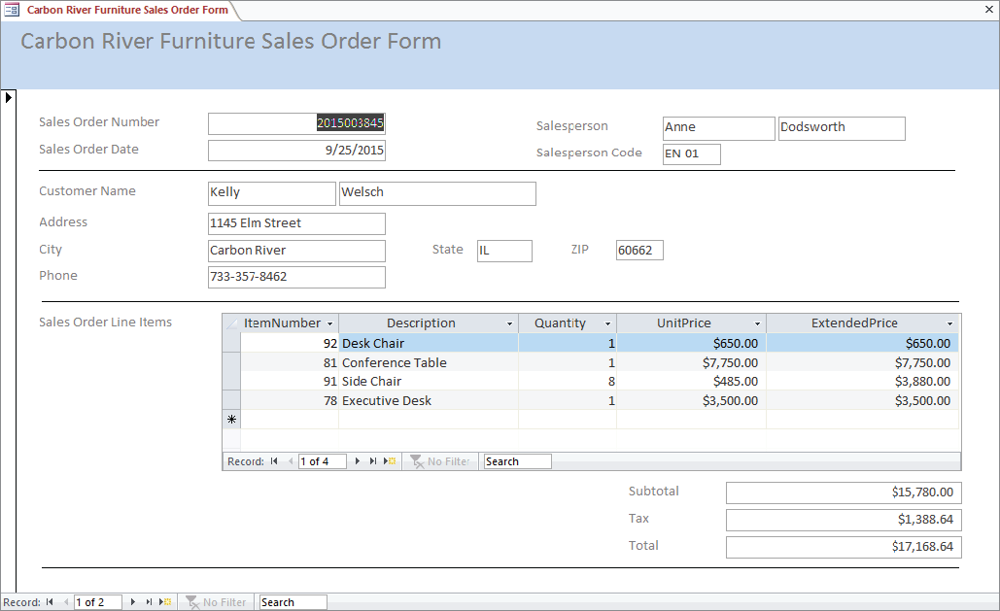 Carbon River Furniture Sales Order Form
Carbon River Furniture Sales Order Form
Sales Order Number 2015003845 Salesperson Anne Dodsworth
Sales Order Date 9/25/2015 Salesperson Code EN 01
Customer Name Kelly Welsch
Address 1145 Elm Street
City Carbon River State IL ZIP 60662
Phone 733-357-8462
Sales Order Line Items ItemNumber Description Quantity UnitPrice ExtendedPrice
92 Desk Chair 1 $650.00 $650.00
81 Conference Table 1 $7,750.00 $7,750.00
91 Side Chair 8 $485.00 $3,880.00
78 Executive Desk 1 $3,500.00 $3,500.00
Record: 1 of 4 No Filter Search
Subtotal $15,780.00
Tax $1,388.64
Total $17,168.64
Record: 1 of 2 No Filter Search